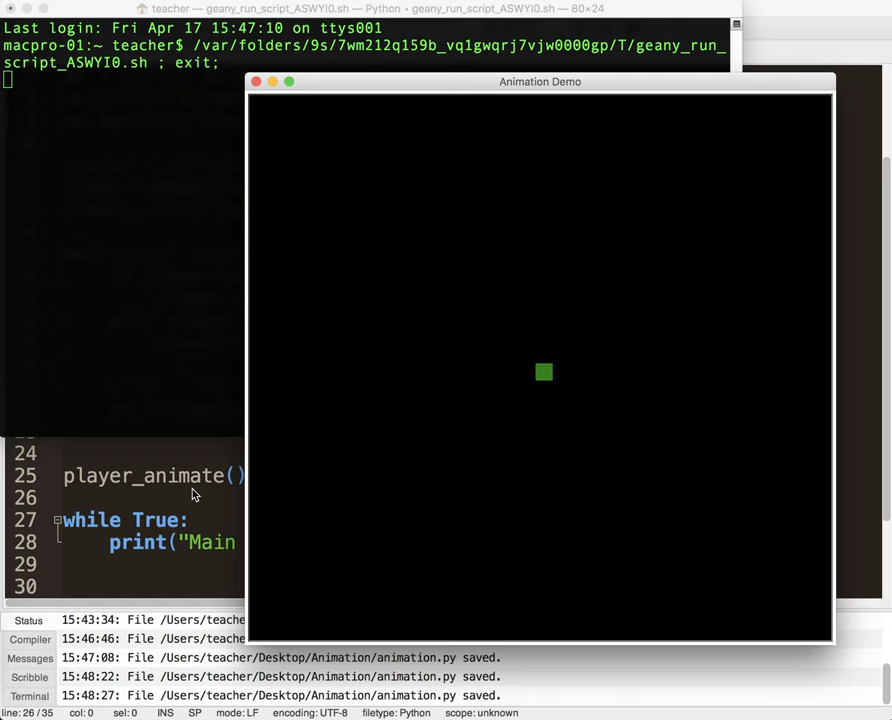 teacher — geany_run_script_ASWYI0.sh — Python • geany_run_script_ASWYI0.sh — 80×24
Last login: Fri Apr 17 15:47:10 on ttys001
macpro-01:~ teacher$ /var/folders/9s/7wm212q159b_vq1gwqrj7vjw0000gp/T/geany_run_
script_ASWYI0.sh ; exit;
Animation Demo
24
25 player_animate()
26
27 while True:
28 print("Main
29
30
Status 15:43:34: File /Users/teache
Compiler 15:46:46: File /Users/teache
Messages 15:47:08: File /Users/teacher/Desktop/Animation/animation.py saved.
Scribble 15:48:22: File /Users/teacher/Desktop/Animation/animation.py saved.
Terminal 15:48:27: File /Users/teacher/Desktop/Animation/animation.py saved.
line: 26 / 35 col: 0 sel: 0 INS SP mode: LF encoding: UTF-8 filetype: Python scope: unknown